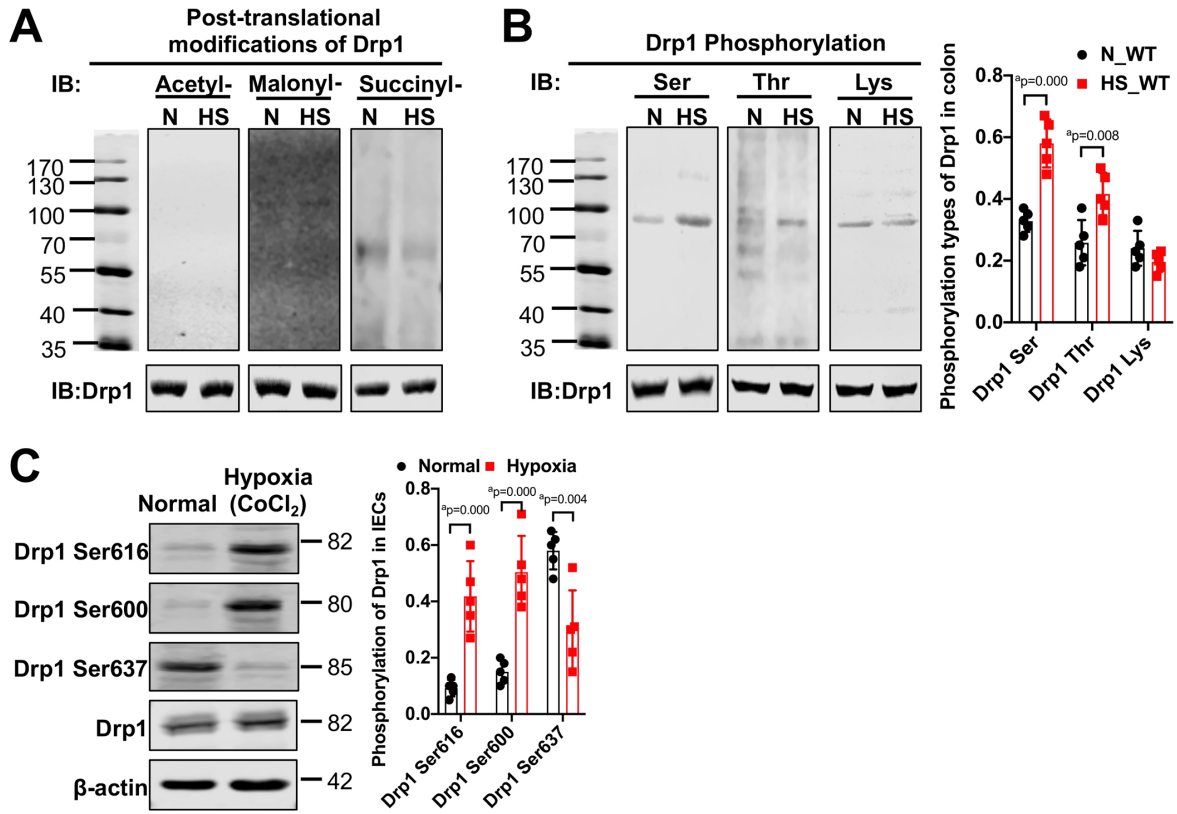 A
Post-translational
modifications of Drp1
IB: Acetyl- Malonyl- Succinyl-
N HS N HS N HS
170
130
100
70
55
40
35
IB:Drp1
B
Drp1 Phosphorylation
IB: Ser Thr Lys
N HS N HS N HS
170
130
100
70
55
40
35
IB:Drp1
N_WT
HS_WT
Phosphorylation types of Drp1 in colon
0.8
0.6
0.4
0.2
0.0
ap=0.000
ap=0.008
Drp1 Ser
Drp1 Thr
Drp1 Lys
C
Hypoxia
Normal (CoCl2)
Drp1 Ser616 82
Drp1 Ser600 80
Drp1 Ser637 85
Drp1 82
β-actin 42
Normal Hypoxia
Phosphorylation of Drp1 in IECs
0.8
0.6
0.4
0.2
0.0
ap=0.000
ap=0.000
ap=0.004
Drp1 Ser616
Drp1 Ser600
Drp1 Ser637